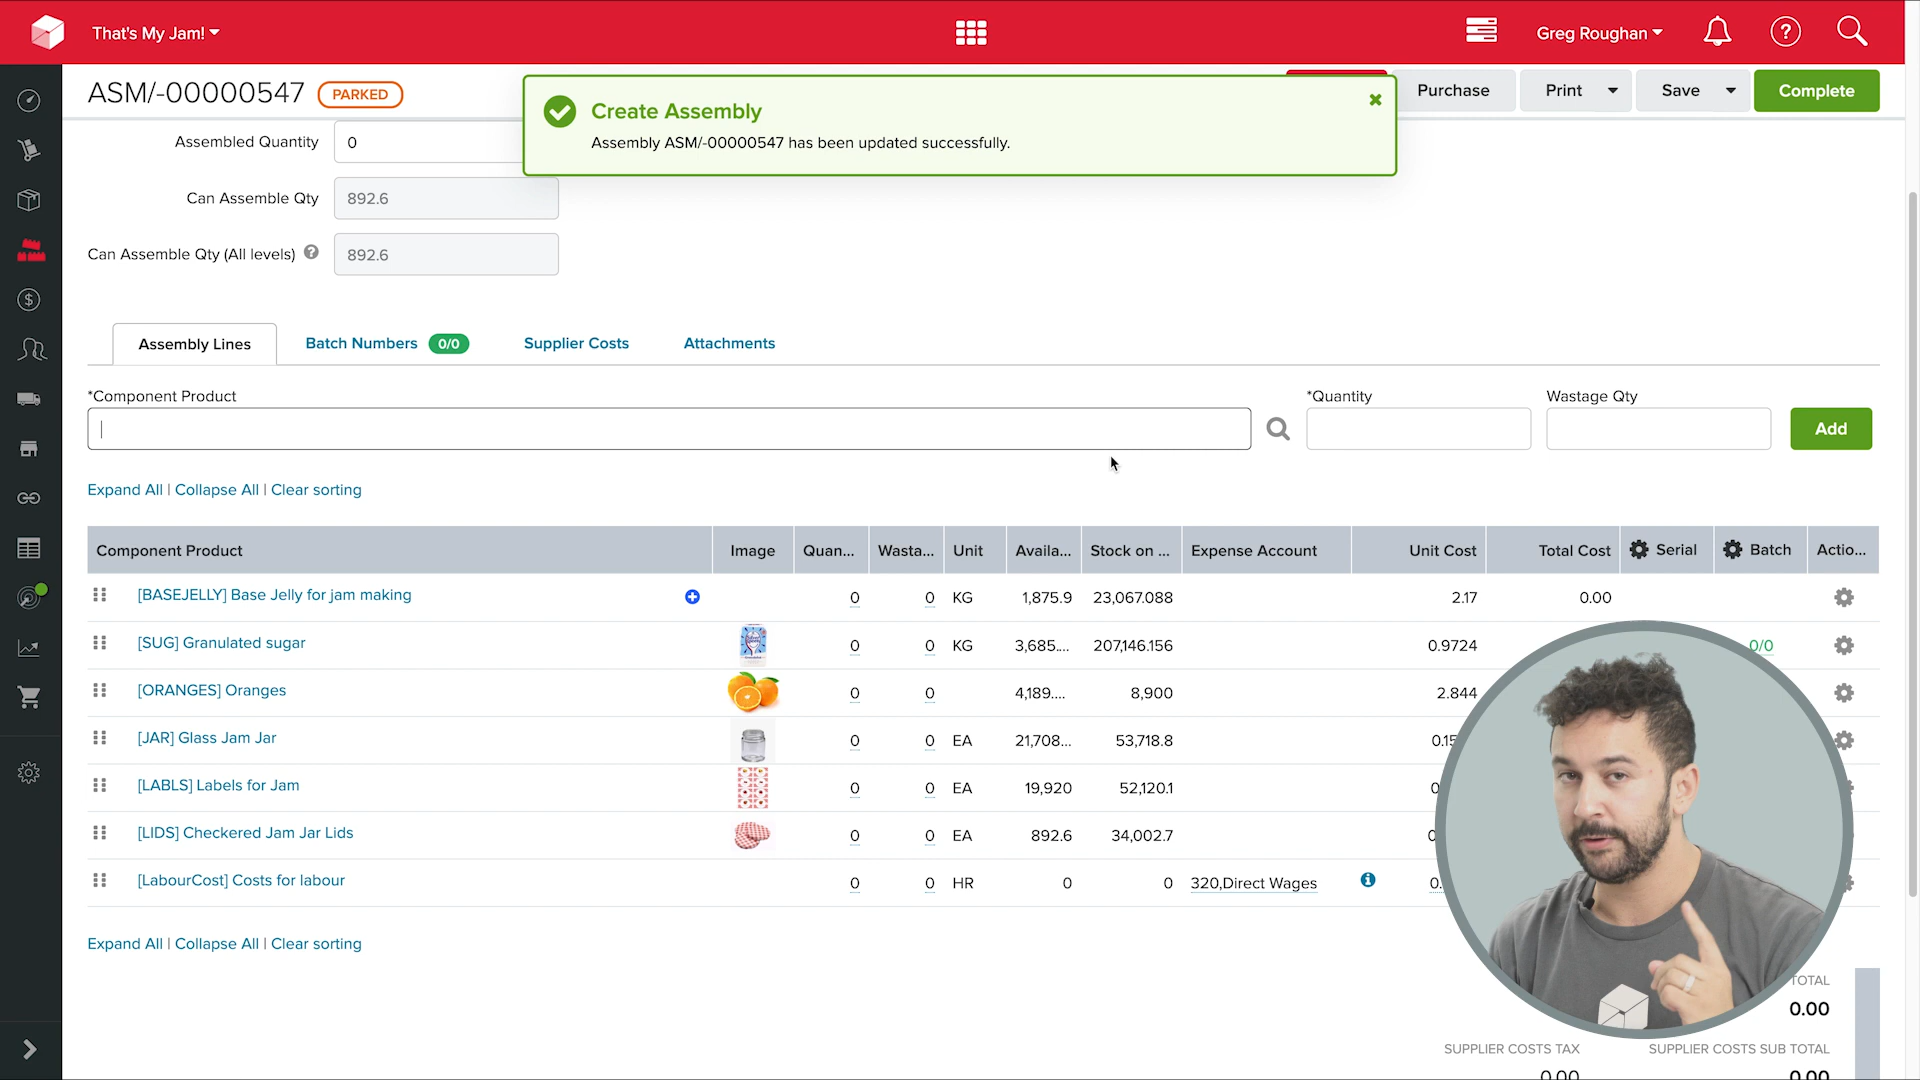 That's My Jam!
Greg Roughan
ASM/-00000547 PARKED
Purchase Print Save Complete
Create Assembly
Assembly ASM/-00000547 has been updated successfully.
Assembled Quantity 0
Can Assemble Qty 892.6
Can Assemble Qty (All levels) 892.6
Assembly Lines Batch Numbers 0/0 Supplier Costs Attachments
*Component Product *Quantity Wastage Qty
Add
Expand All | Collapse All | Clear sorting
Component Product Image Quan... Wasta... Unit Availa... Stock on ... Expense Account Unit Cost Total Cost Serial Batch Actio...
[BASEJELLY] Base Jelly for jam making 0 0 KG 1,875.9 23,067.088 2.17 0.00
[SUG] Granulated sugar 0 0 KG 3,685.... 207,146.156 0.9724 0/0
[ORANGES] Oranges 0 0 4,189.... 8,900 2.844
[JAR] Glass Jam Jar 0 0 EA 21,708... 53,718.8
[LABLS] Labels for Jam 0 0 EA 19,920 52,120.1
[LIDS] Checkered Jam Jar Lids 0 0 EA 892.6 34,002.7
[LabourCost] Costs for labour 0 0 HR 0 0 320,Direct Wages
Expand All | Collapse All | Clear sorting
TOTAL
0.00
SUPPLIER COSTS TAX SUPPLIER COSTS SUB TOTAL
0.00 0.00